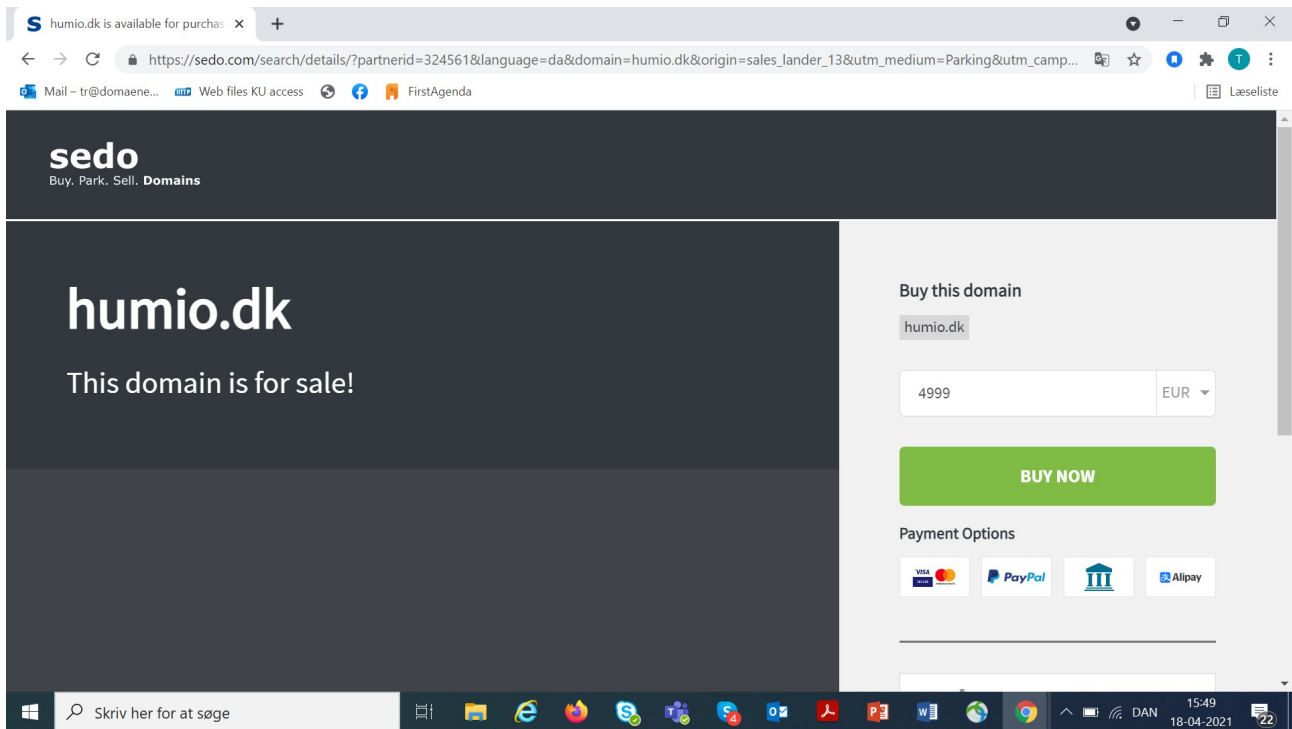 S humio.dk is available for purchas
https://sedo.com/search/details/?partnerid=324561&language=da&domain=humio.dk&origin=sales_lander_13&utm_medium=Parking&utm_camp...
T
Mail – tr@domaene... Web files KU access FirstAgenda Læseliste
sedo
Buy. Park. Sell. Domains
humio.dk
This domain is for sale!
Buy this domain
humio.dk
4999 EUR
BUY NOW
Payment Options
VISA PayPal Alipay
Skriv her for at søge
DAN
15:49
18-04-2021
22